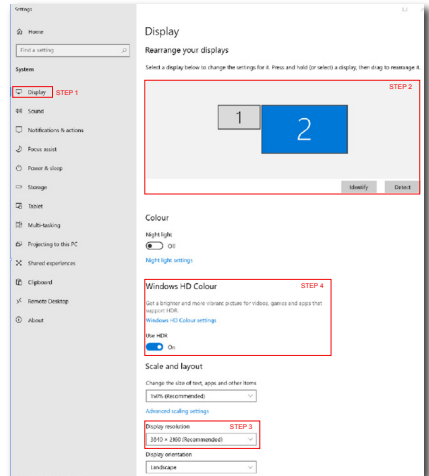 Settings
Home
Find a setting
System
Display STEP 1
Sound
Notifications & actions
Focus assist
Power & sleep
Storage
Tablet
Multi-tasking
Projecting to this PC
Shared experiences
Clipboard
Remote Desktop
About
Display
Rearrange your displays
Select a display below to change the settings for it. Press and hold (or select) a display, then drag to rearrange it.
STEP 2
1
2
Identify Detect
Colour
Night light
Off
Night light settings
Windows HD Colour STEP 4
Get a brighter and more vibrant picture for videos, games and apps that
support HDR.
Windows HD Colour settings
Use HDR
On
Scale and layout
Change the size of text, apps and other items
150% (Recommended)
Advanced scaling settings
Display resolution STEP 3
3840 × 2160 (Recommended)
Display orientation
Landscape